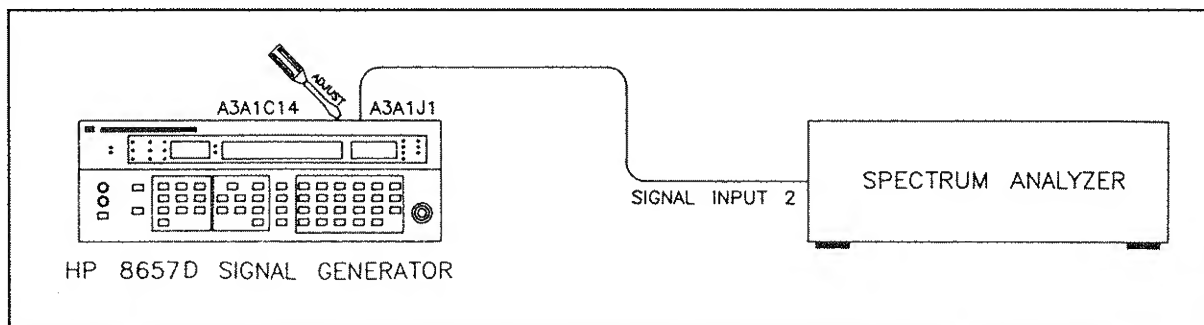 ADJUST
A3A1C14
A3A1J1
SIGNAL INPUT 2
SPECTRUM ANALYZER
HP 8657D SIGNAL GENERATOR